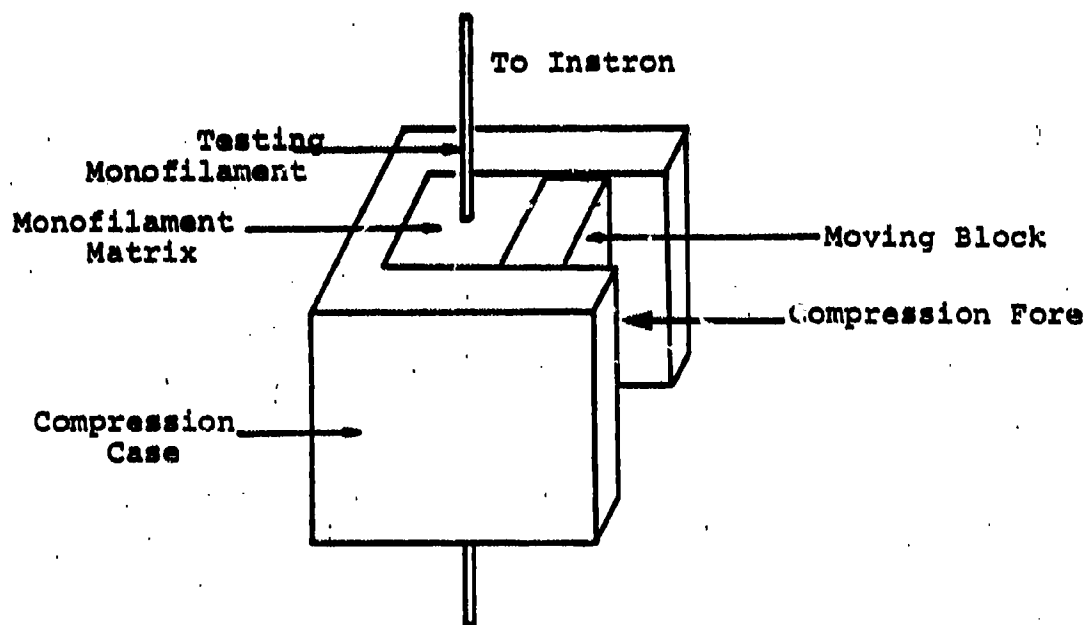 To Instron
Testing
Monofilament
Monofilament
Matrix
Moving Block
Compression Fore
Compression
Case